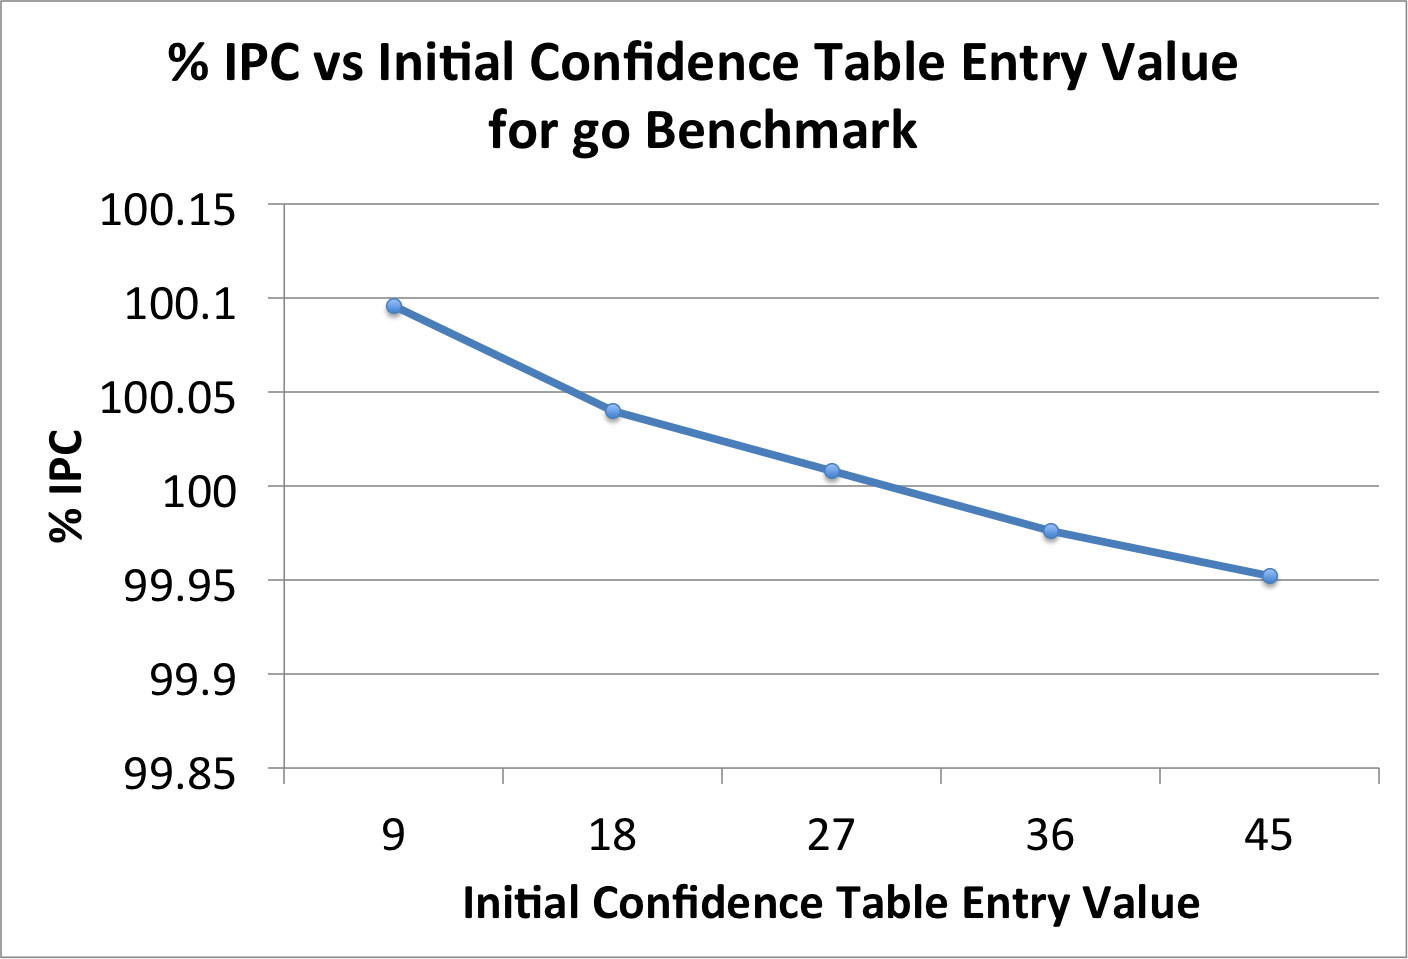 % IPC vs Initial Confidence Table Entry Value
for go Benchmark
100.15
100.1
100.05
100
99.95
99.9
99.85
% IPC
9 18 27 36 45
Initial Confidence Table Entry Value